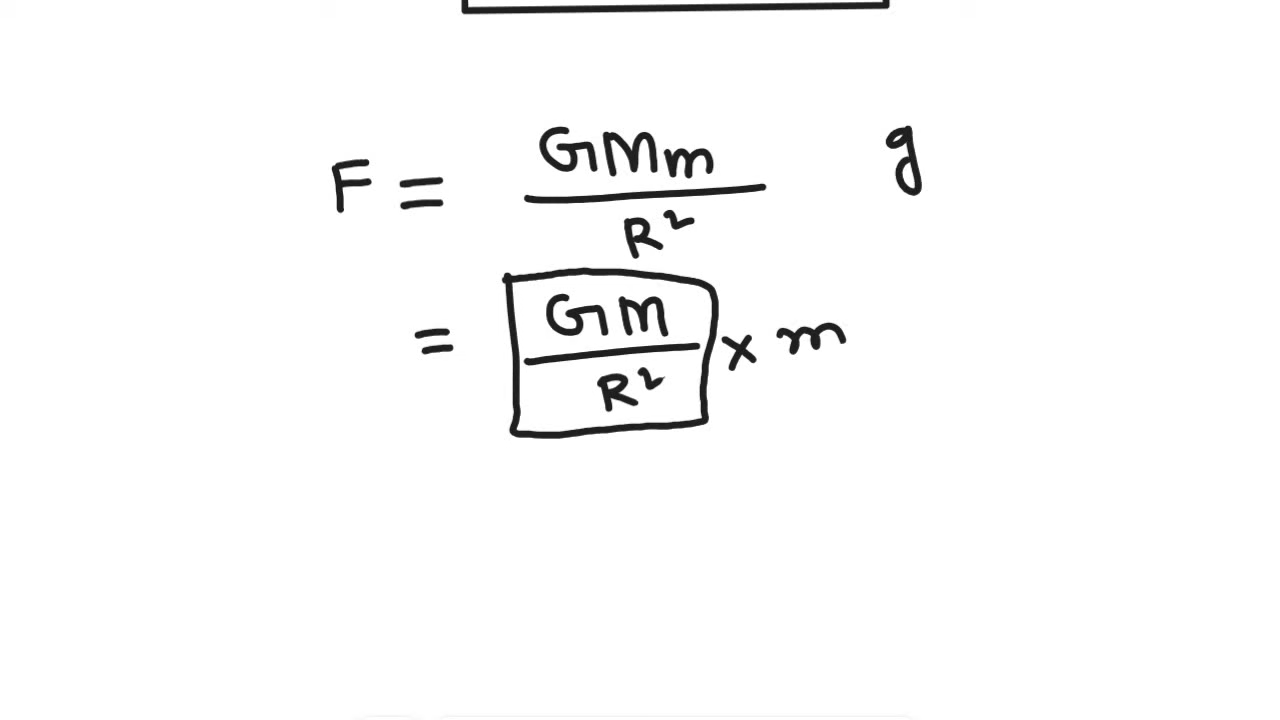 F = GMm/R² g
= GM/R² × m